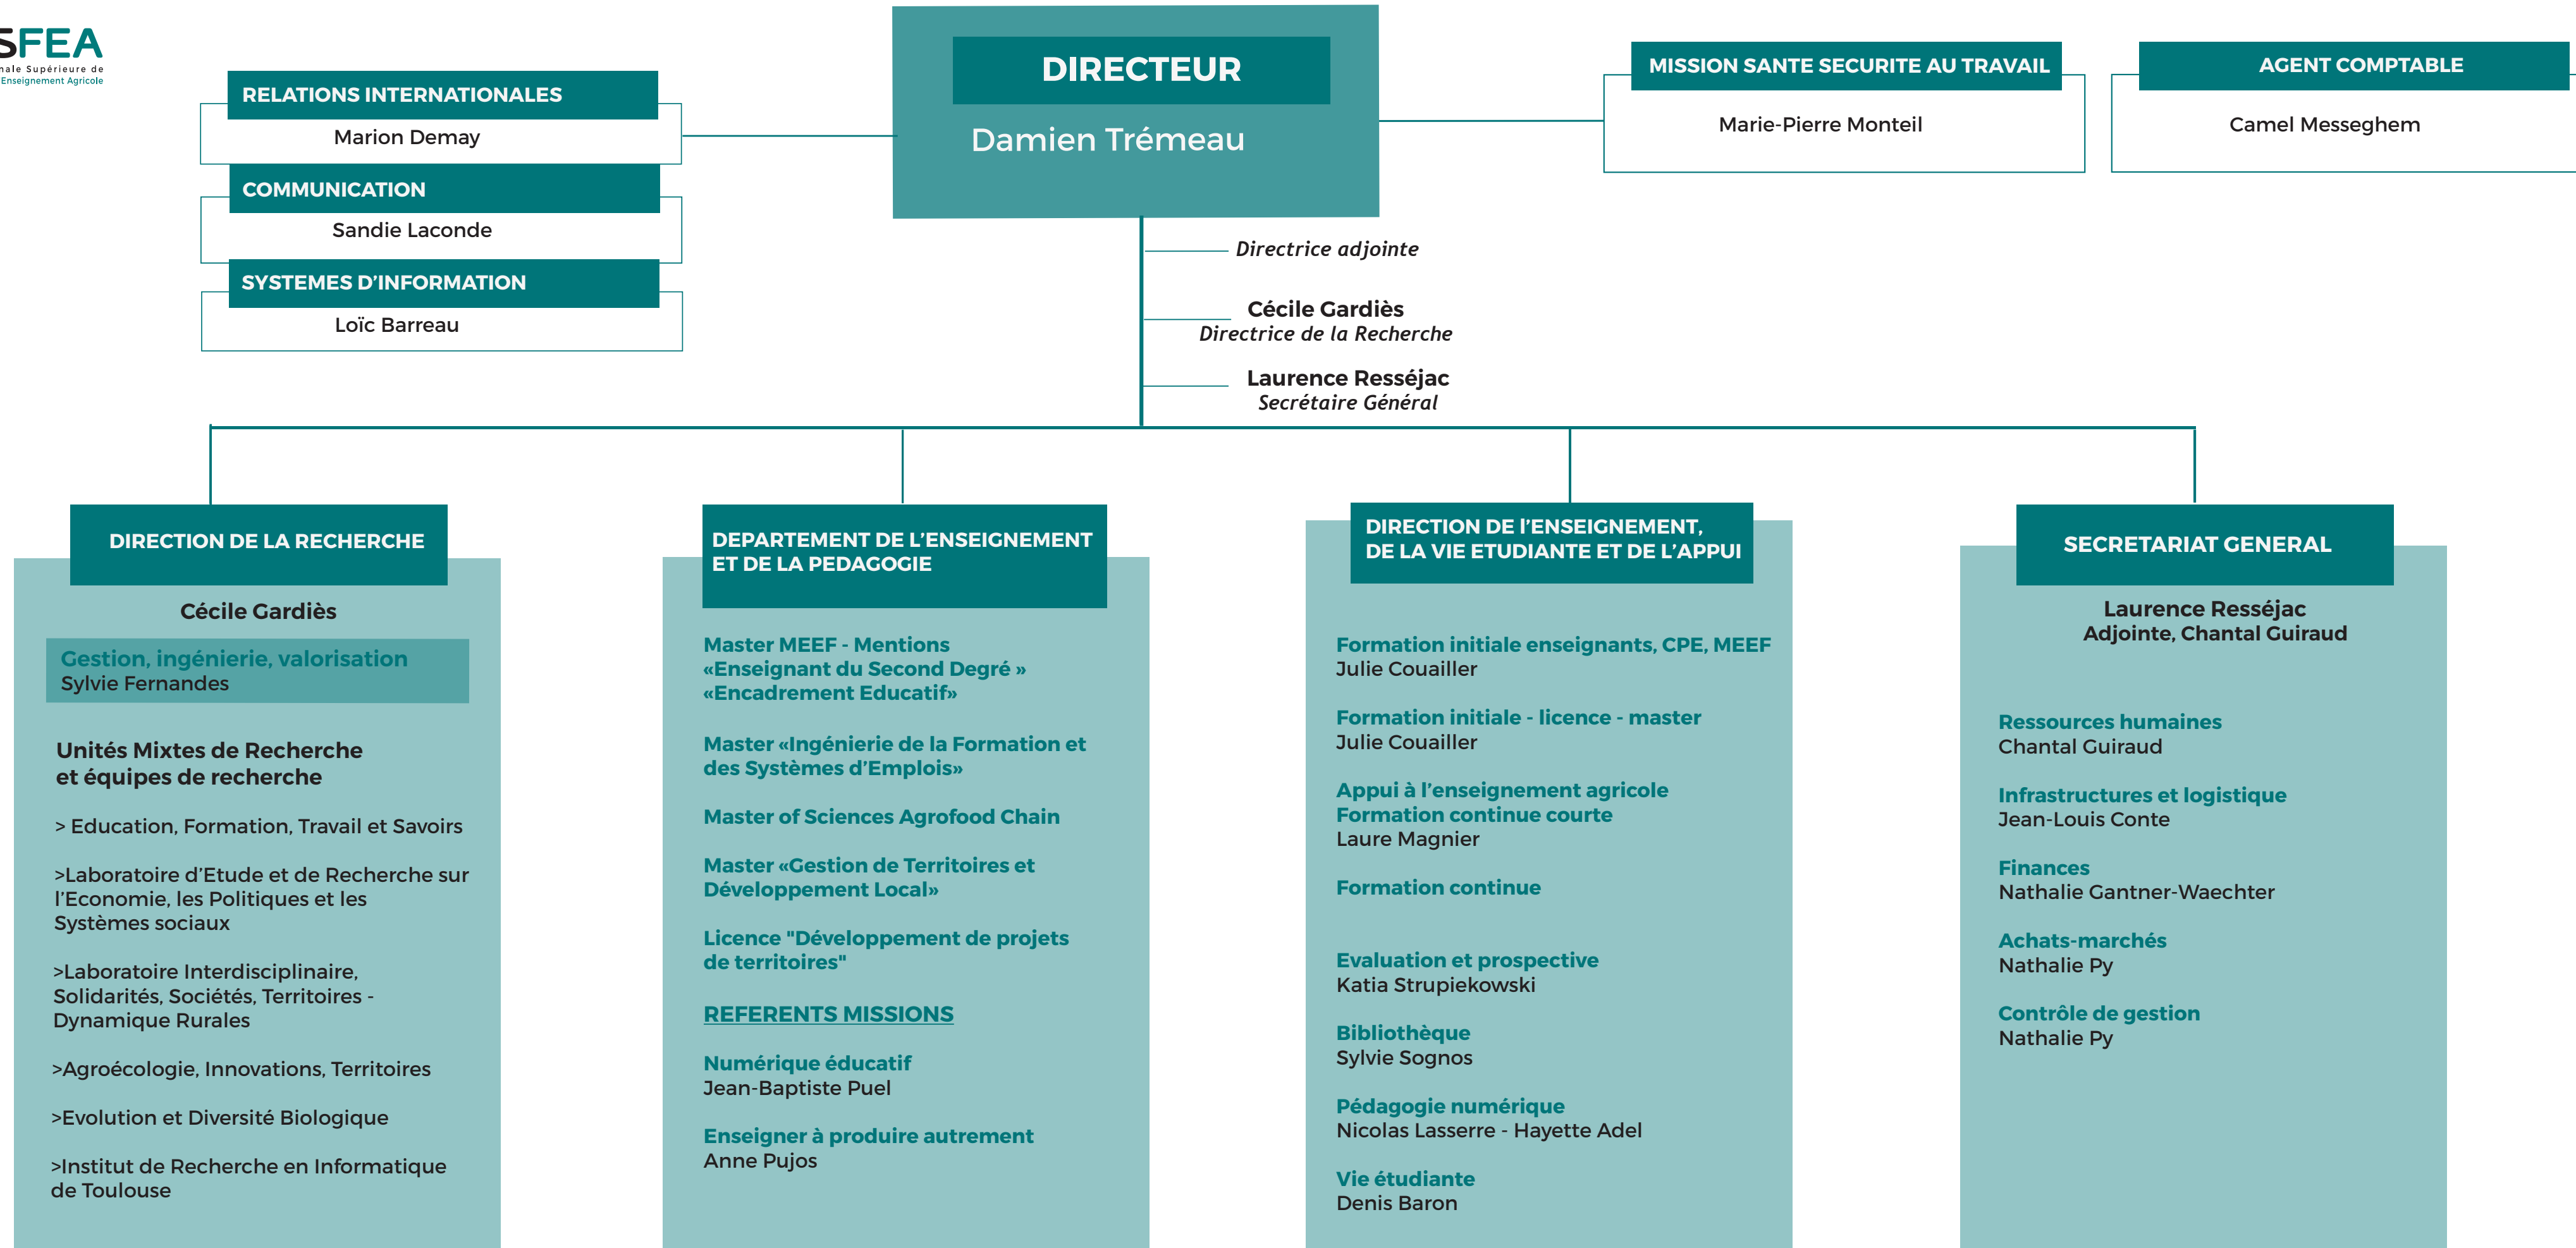 SFEA
nale Supérieure de
Enseignement Agricole
RELATIONS INTERNATIONALES
Marion Demay
COMMUNICATION
Sandie Laconde
SYSTEMES D’INFORMATION
Loïc Barreau
DIRECTEUR
Damien Trémeau
MISSION SANTE SECURITE AU TRAVAIL
Marie-Pierre Monteil
AGENT COMPTABLE
Camel Messeghem
Directrice adjointe
Cécile Gardiès
Directrice de la Recherche
Laurence Resséjac
Secrétaire Général
DIRECTION DE LA RECHERCHE
Cécile Gardiès
Gestion, ingénierie, valorisation
Sylvie Fernandes
Unités Mixtes de Recherche
et équipes de recherche
> Education, Formation, Travail et Savoirs
>Laboratoire d’Etude et de Recherche sur
l’Economie, les Politiques et les
Systèmes sociaux
>Laboratoire Interdisciplinaire,
Solidarités, Sociétés, Territoires -
Dynamique Rurales
>Agroécologie, Innovations, Territoires
>Evolution et Diversité Biologique
>Institut de Recherche en Informatique
de Toulouse
DEPARTEMENT DE L’ENSEIGNEMENT
ET DE LA PEDAGOGIE
Master MEEF - Mentions
«Enseignant du Second Degré »
«Encadrement Educatif»
Master «Ingénierie de la Formation et
des Systèmes d’Emplois»
Master of Sciences Agrofood Chain
Master «Gestion de Territoires et
Développement Local»
Licence "Développement de projets
de territoires"
REFERENTS MISSIONS
Numérique éducatif
Jean-Baptiste Puel
Enseigner à produire autrement
Anne Pujos
DIRECTION DE l’ENSEIGNEMENT,
DE LA VIE ETUDIANTE ET DE L’APPUI
Formation initiale enseignants, CPE, MEEF
Julie Couailler
Formation initiale - licence - master
Julie Couailler
Appui à l’enseignement agricole
Formation continue courte
Laure Magnier
Formation continue
Evaluation et prospective
Katia Strupiekowski
Bibliothèque
Sylvie Sognos
Pédagogie numérique
Nicolas Lasserre - Hayette Adel
Vie étudiante
Denis Baron
SECRETARIAT GENERAL
Laurence Resséjac
Adjointe, Chantal Guiraud
Ressources humaines
Chantal Guiraud
Infrastructures et logistique
Jean-Louis Conte
Finances
Nathalie Gantner-Waechter
Achats-marchés
Nathalie Py
Contrôle de gestion
Nathalie Py